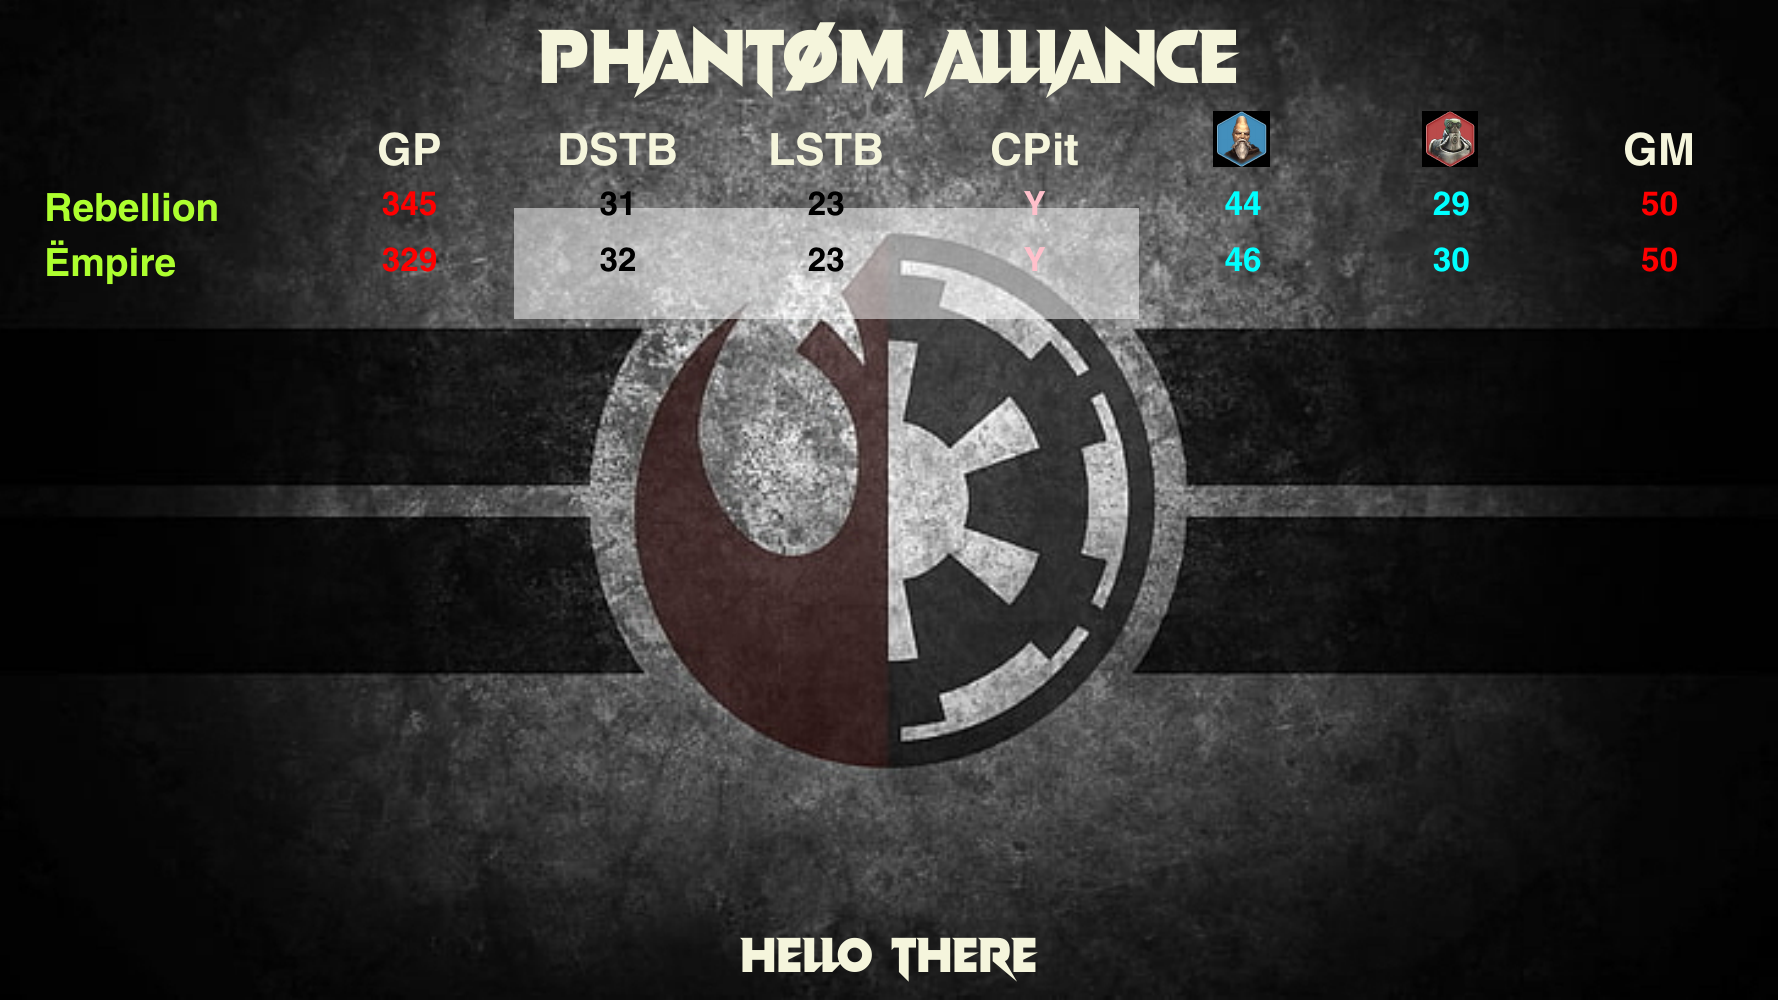 PHANTØM ALLIANCE
GP DSTB LSTB CPit GM
Rebellion 345 31 23 Y 44 29 50
Ëmpire 329 32 23 Y 46 30 50
HELLO THERE